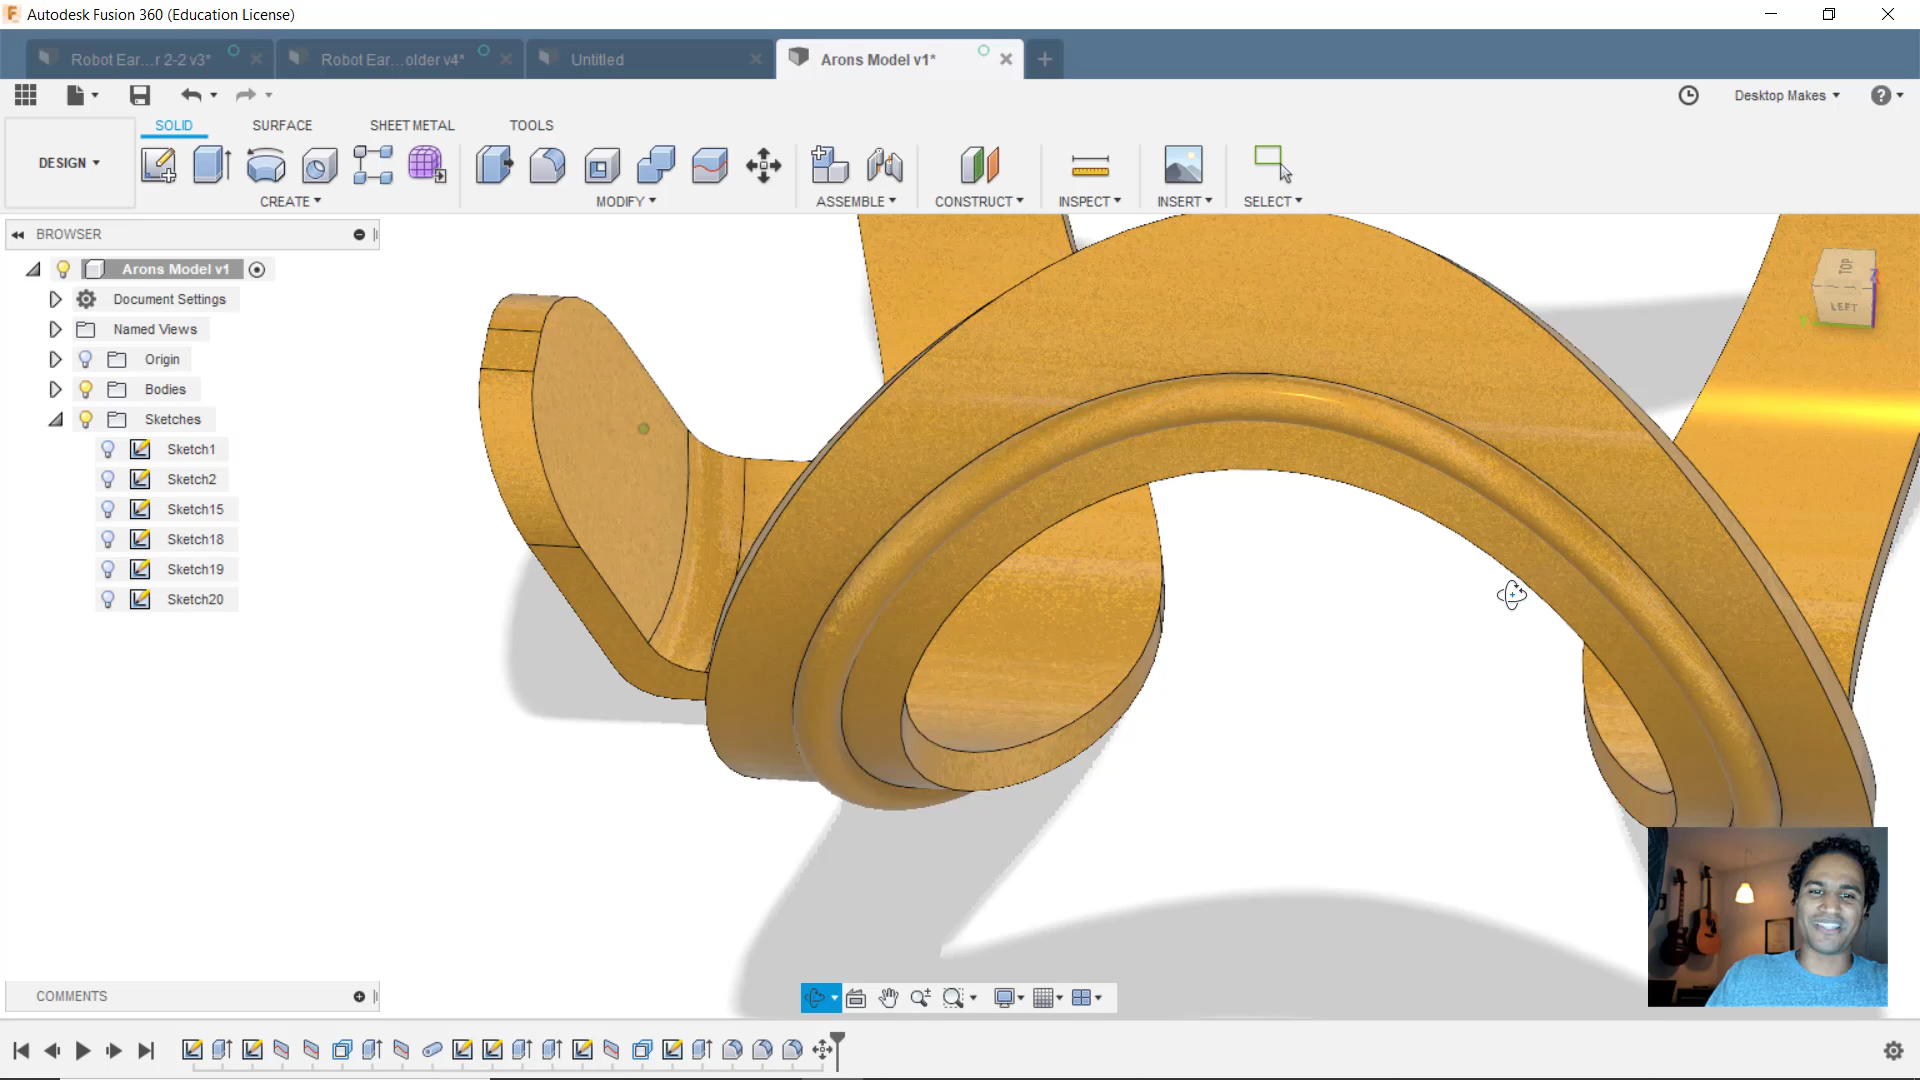 Autodesk Fusion 360 (Education License)
Robot Ear...r 2-2 v3*
Robot Ear...older v4*
Untitled
Arons Model v1*
Desktop Makes
SOLID
SURFACE
SHEET METAL
TOOLS
DESIGN
CREATE
MODIFY
ASSEMBLE
CONSTRUCT
INSPECT
INSERT
SELECT
BROWSER
Arons Model v1
Document Settings
Named Views
Origin
Bodies
Sketches
Sketch1
Sketch2
Sketch15
Sketch18
Sketch19
Sketch20
TOP
LEFT
Z
Y
COMMENTS